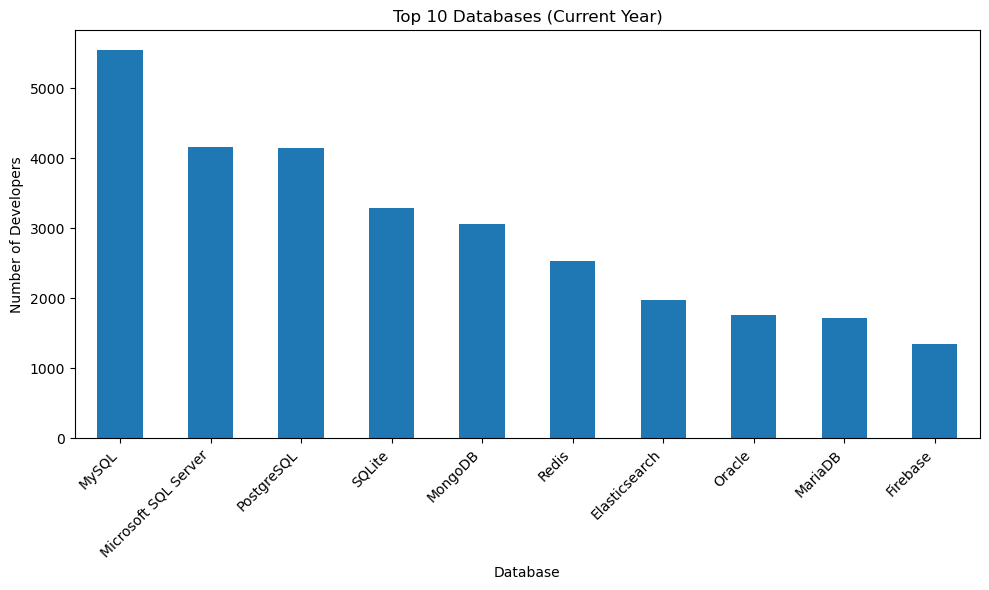 Top 10 Databases (Current Year)
Number of Developers
5000
4000
3000
2000
1000
0
MySQL
Microsoft SQL Server
PostgreSQL
SQLite
MongoDB
Redis
Elasticsearch
Oracle
MariaDB
Firebase
Database